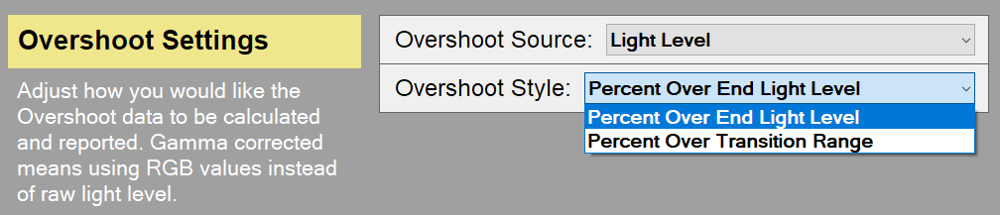 Overshoot Settings
Adjust how you would like the
Overshoot data to be calculated
and reported. Gamma corrected
means using RGB values instead
of raw light level.
Overshoot Source: Light Level
Overshoot Style: Percent Over End Light Level
Percent Over End Light Level
Percent Over Transition Range